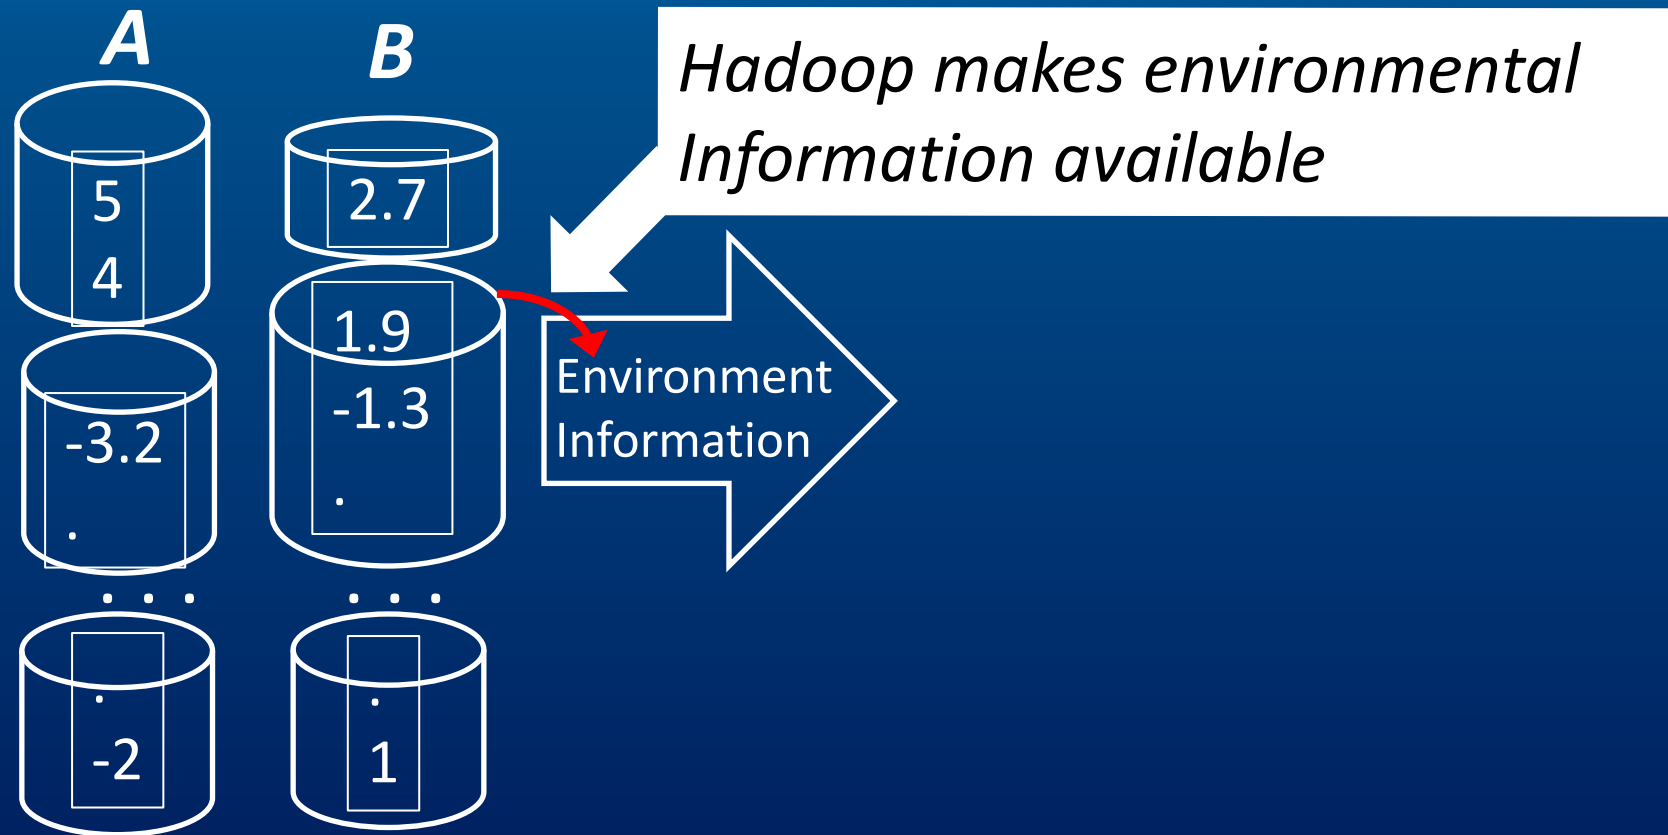 A
B
Hadoop makes environmental
Information available
5
4
2.7
1.9
-1.3
.
-3.2
.
Environment
Information
. . .
. . .
.
-2
.
1